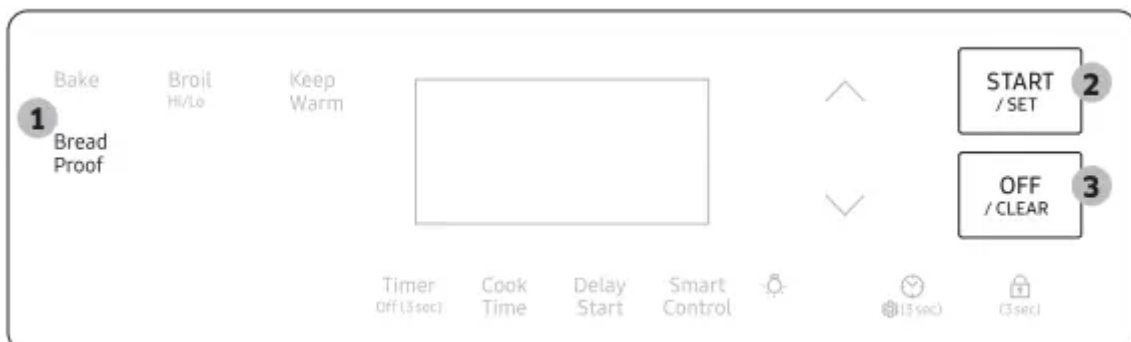 Bake
Broil
Hi/Lo
Keep
Warm
1
Bread
Proof
START
/ SET
2
OFF
/ CLEAR
3
Timer
Off (3 sec)
Cook
Time
Delay
Start
Smart
Control
(3 sec)
(3 sec)